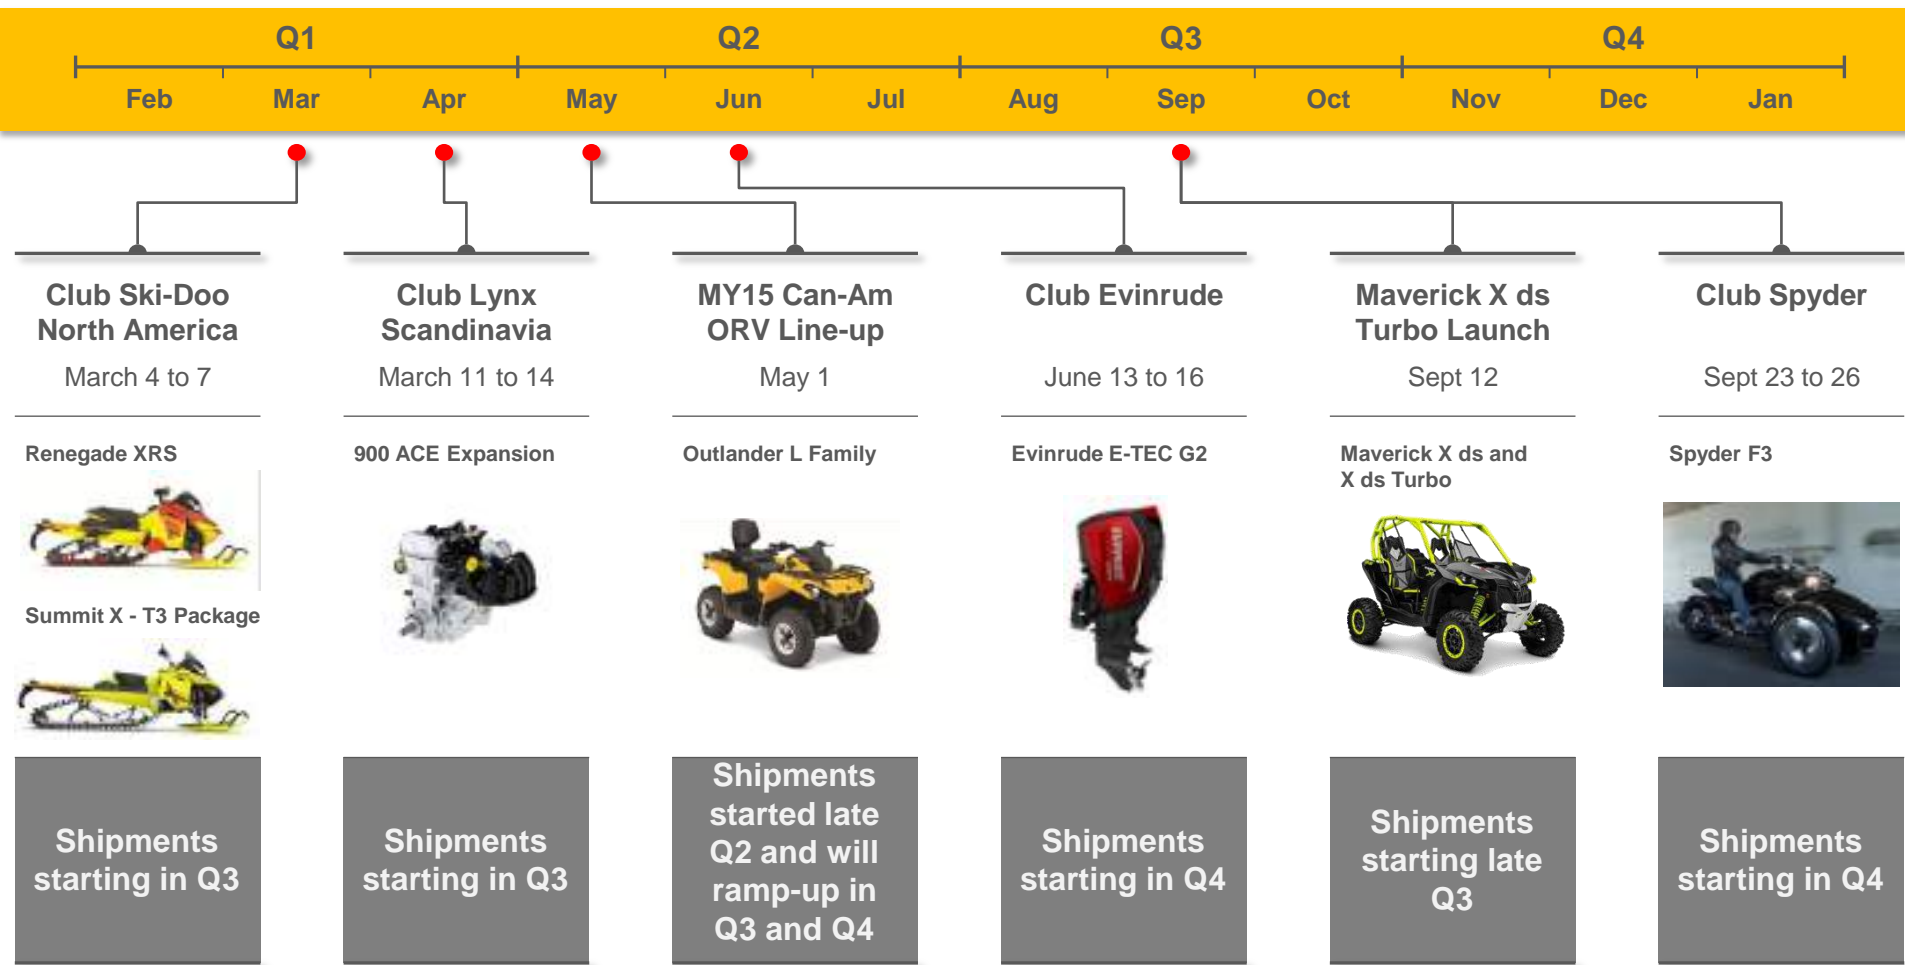 Q1 Q2 Q3 Q4
Feb Mar Apr May Jun Jul Aug Sep Oct Nov Dec Jan
Club Ski-Doo
North America
March 4 to 7
Renegade XRS
Summit X - T3 Package
Shipments
starting in Q3
Club Lynx
Scandinavia
March 11 to 14
900 ACE Expansion
Shipments
starting in Q3
MY15 Can-Am
ORV Line-up
May 1
Outlander L Family
Shipments
started late
Q2 and will
ramp-up in
Q3 and Q4
Club Evinrude
June 13 to 16
Evinrude E-TEC G2
Shipments
starting in Q4
Maverick X ds
Turbo Launch
Sept 12
Maverick X ds and
X ds Turbo
Shipments
starting late
Q3
Club Spyder
Sept 23 to 26
Spyder F3
Shipments
starting in Q4